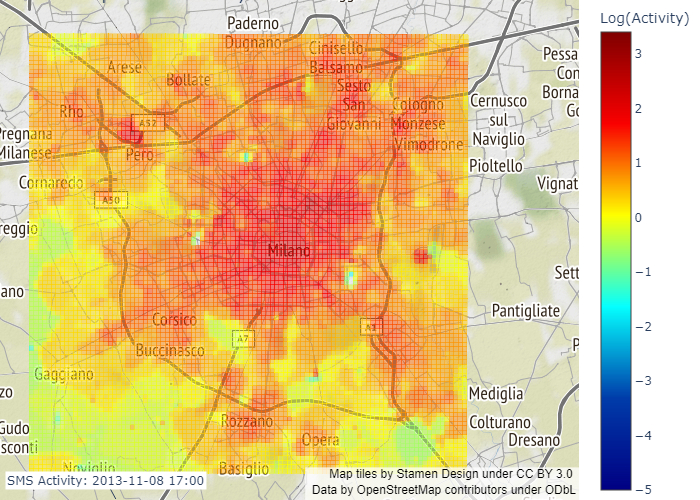 Paderno
Dugnano
Cinisello
Balsamo
Log(Activity)
3
2
1
0
−1
−2
−3
−4
−5
Arese
Bollate
Sesto
San
Giovanni
Pessa
Con
Borna
Go
Rho
A52
Cologno
Monzese
Cernusco
sul
Naviglio
Pregnana
Milanese
Pero
Vimodrone
Pioltello
Cornaredo
Vignat
A50
reggio
Milano
Sett
ano
Pantigliate
Corsico
A7
Buccinasco
Gaggiano
Mediglia
zo
Rozzano
Opera
Colturano
Dresano
Gudo
sconti
Noviglio
Basiglio
SMS Activity: 2013-11-08 17:00
Map tiles by Stamen Design under CC BY 3.0
Data by OpenStreetMap contributors under ODbL